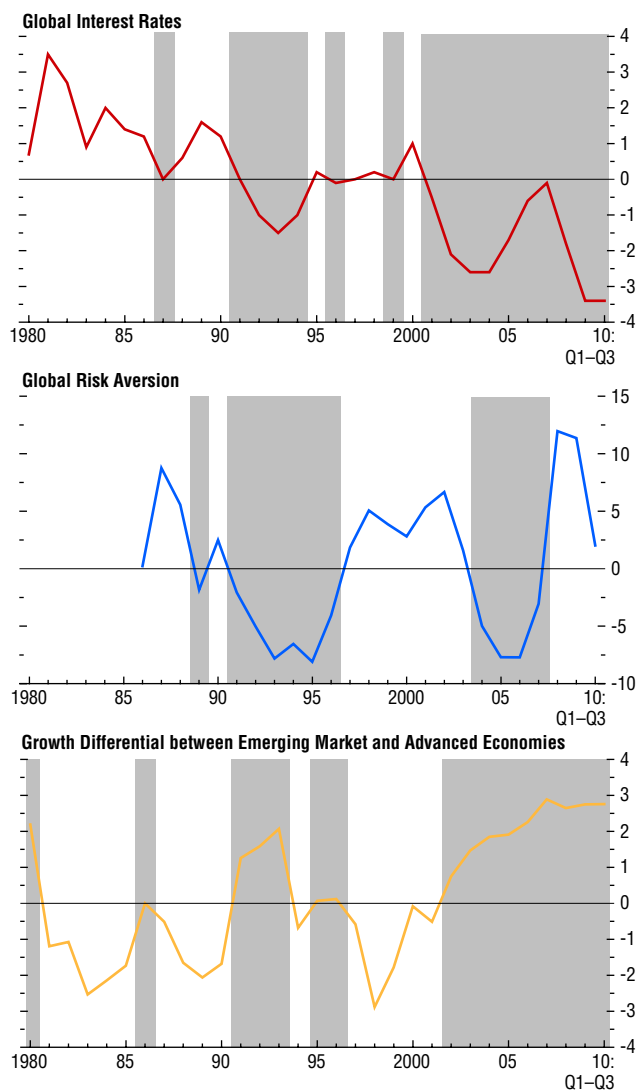 Global Interest Rates
4
3
2
1
0
-1
-2
-3
-4
1980 85 90 95 2000 05 10:
Q1–Q3
Global Risk Aversion
15
10
5
0
-5
-10
1980 85 90 95 2000 05 10:
Q1–Q3
Growth Differential between Emerging Market and Advanced Economies
4
3
2
1
0
-1
-2
-3
-4
1980 85 90 95 2000 05 10:
Q1–Q3